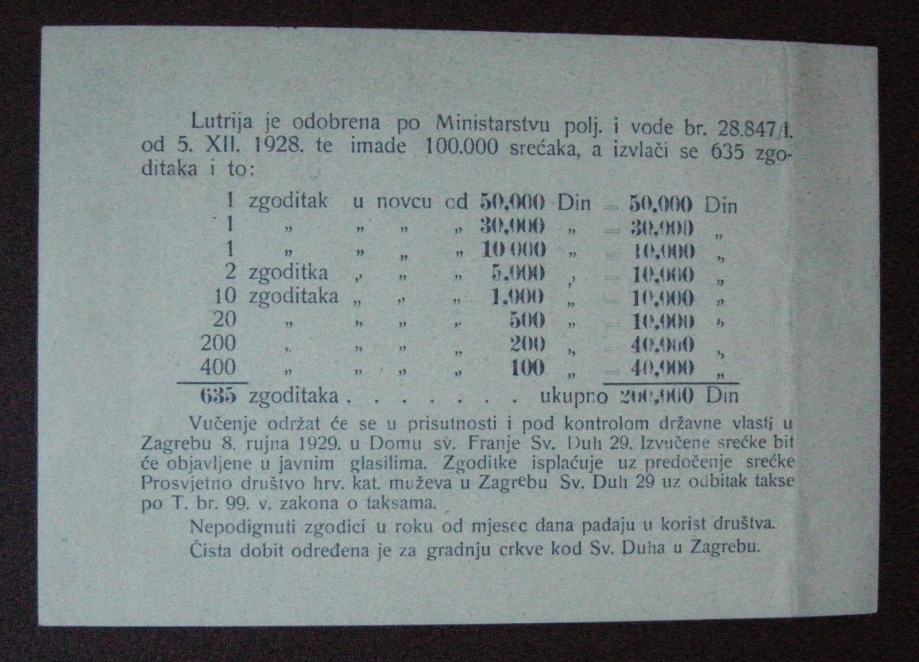 Lutrija je odobrena po Ministarstvu polj. i vode br. 28.847/I.
od 5. XII. 1928. te imade 100.000 srećaka, a izvlači se 635 zgo-
ditaka i to:
1 zgoditak u novcu od 50.000 Din = 50.000 Din
1 „ „ „ „ 30.000 „ = 30.000 „
1 „ „ „ „ 10 000 „ = 10.000 „
2 zgoditka „ „ „ 5.000 „ = 10.000 „
10 zgoditaka „ „ „ 1.000 „ = 10.000 „
20 „ „ „ „ 500 „ = 10.000 „
200 „ „ „ „ 200 „ = 40.000 „
400 „ „ „ „ 100 „ = 40.000 „
635 zgoditaka . . . . . . . ukupno 200.000 Din
Vučenje održat će se u prisutnosti i pod kontrolom državne vlasti u
Zagrebu 8. rujna 1929. u Domu sv. Franje Sv. Duh 29. Izvučene srećke bit
će objavljene u javnim glasilima. Zgoditke isplaćuje uz predočenje srećke
Prosvjetno društvo hrv. kat. muževa u Zagrebu Sv. Duh 29 uz odbitak takse
po T. br. 99. v. zakona o taksama.
Nepodignuti zgodici u roku od mjesec dana padaju u korist društva.
Čista dobit određena je za gradnju crkve kod Sv. Duha u Zagrebu.